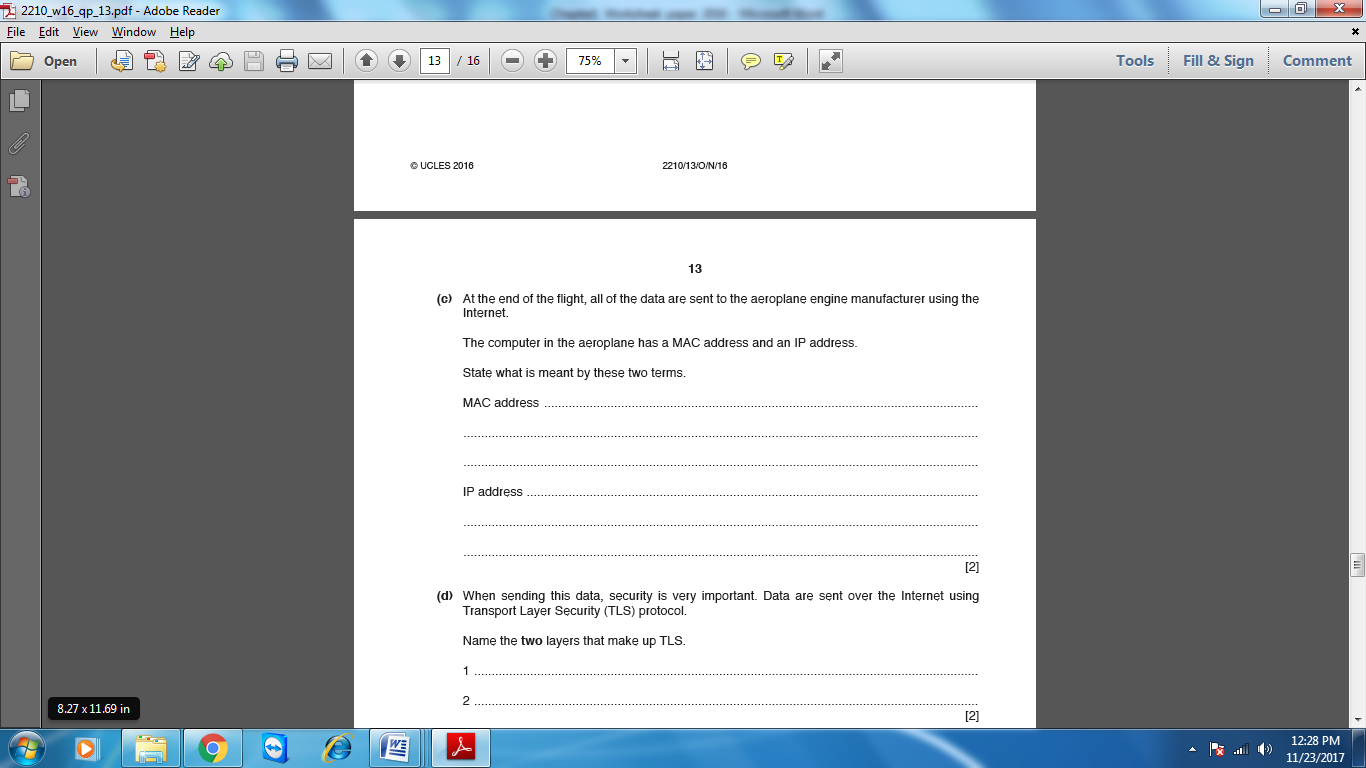 2210_w16_qp_13.pdf - Adobe Reader
File Edit View Window Help
Open 13 / 16 75% Tools Fill & Sign Comment
© UCLES 2016 2210/13/O/N/16
13
(c) At the end of the flight, all of the data are sent to the aeroplane engine manufacturer using the
Internet.
The computer in the aeroplane has a MAC address and an IP address.
State what is meant by these two terms.
MAC address
IP address
[2]
(d) When sending this data, security is very important. Data are sent over the Internet using
Transport Layer Security (TLS) protocol.
Name the two layers that make up TLS.
1
2
[2]
8.27 x 11.69 in
12:28 PM
11/23/2017